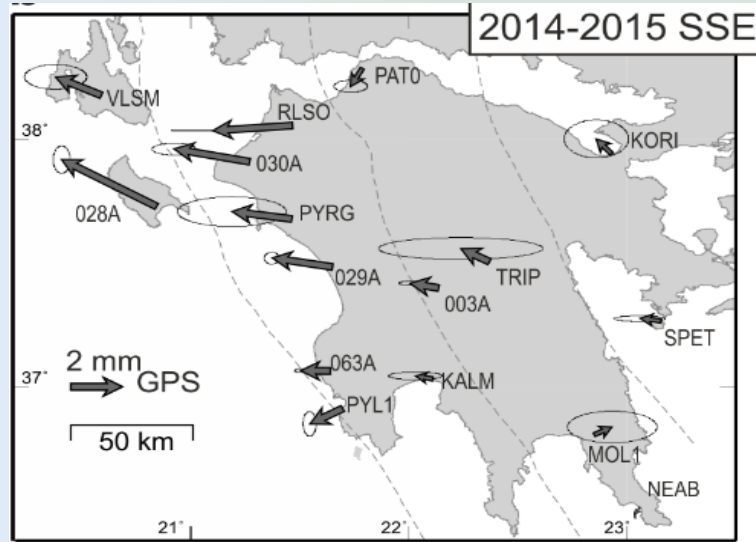 2014-2015 SSE
PAT0
VLSM
RLSO
38°
KORI
030A
028A
PYRG
TRIP
029A
003A
SPET
2 mm
063A
37°
GPS
KALM
PYL1
50 km
MOL1
NEAB
21°
22°
23°